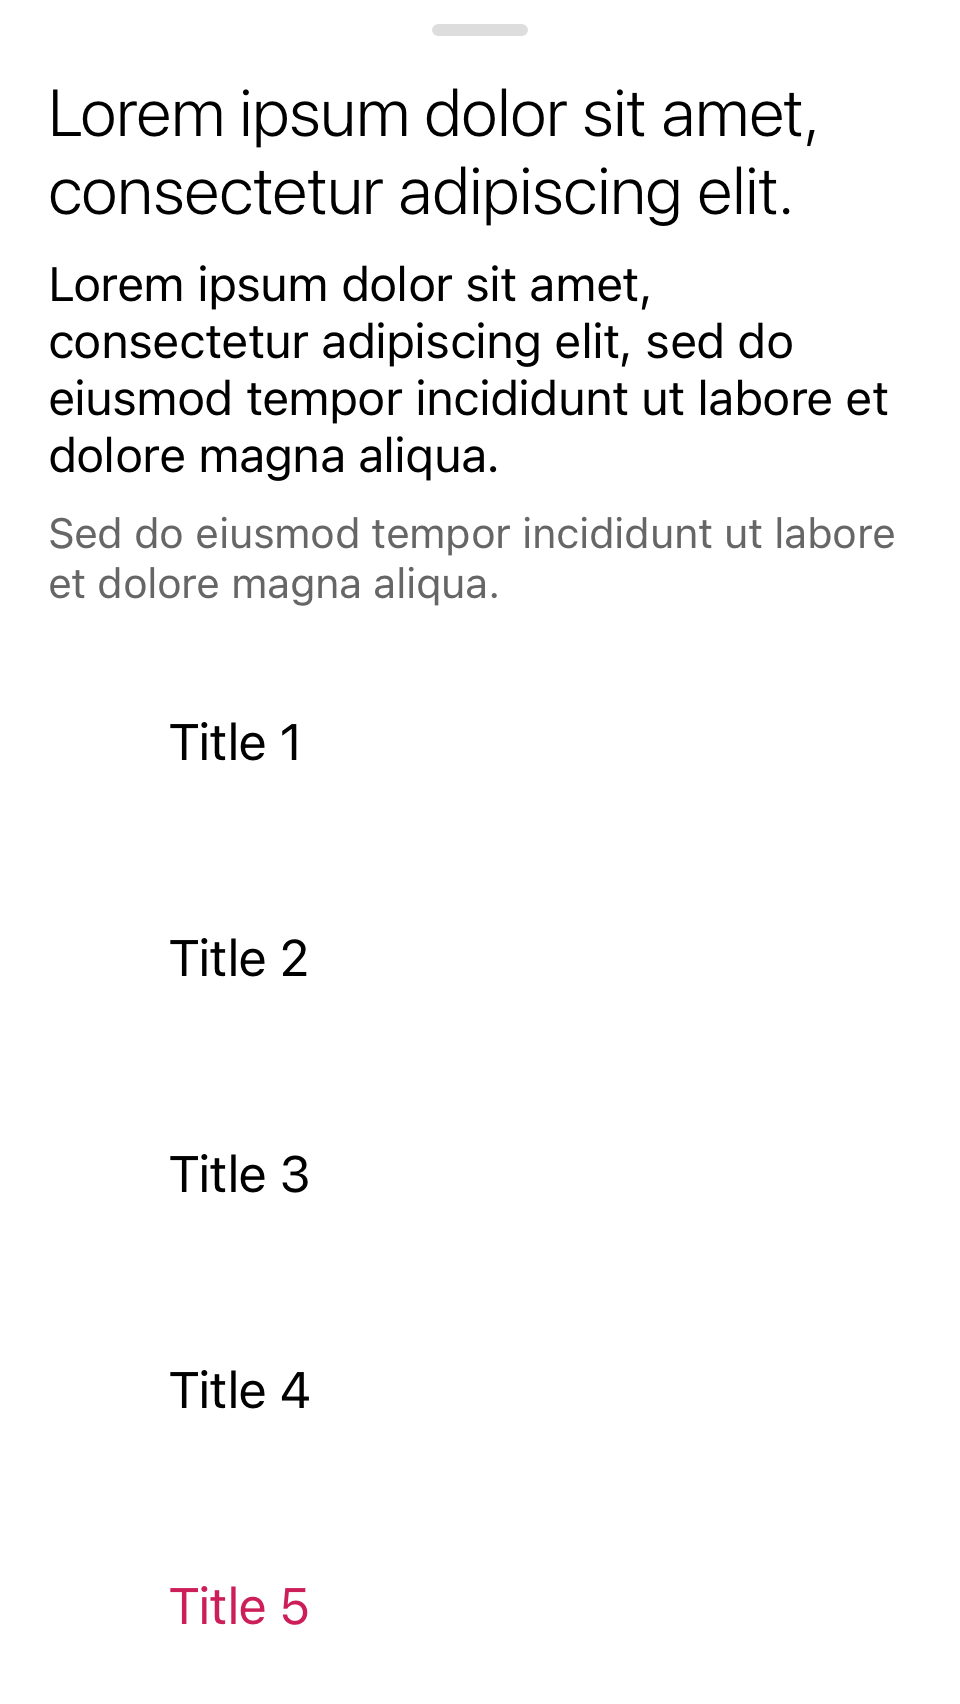 Lorem ipsum dolor sit amet,
consectetur adipiscing elit.
Lorem ipsum dolor sit amet,
consectetur adipiscing elit, sed do
eiusmod tempor incididunt ut labore et
dolore magna aliqua.
Sed do eiusmod tempor incididunt ut labore
et dolore magna aliqua.
Title 1
Title 2
Title 3
Title 4
Title 5